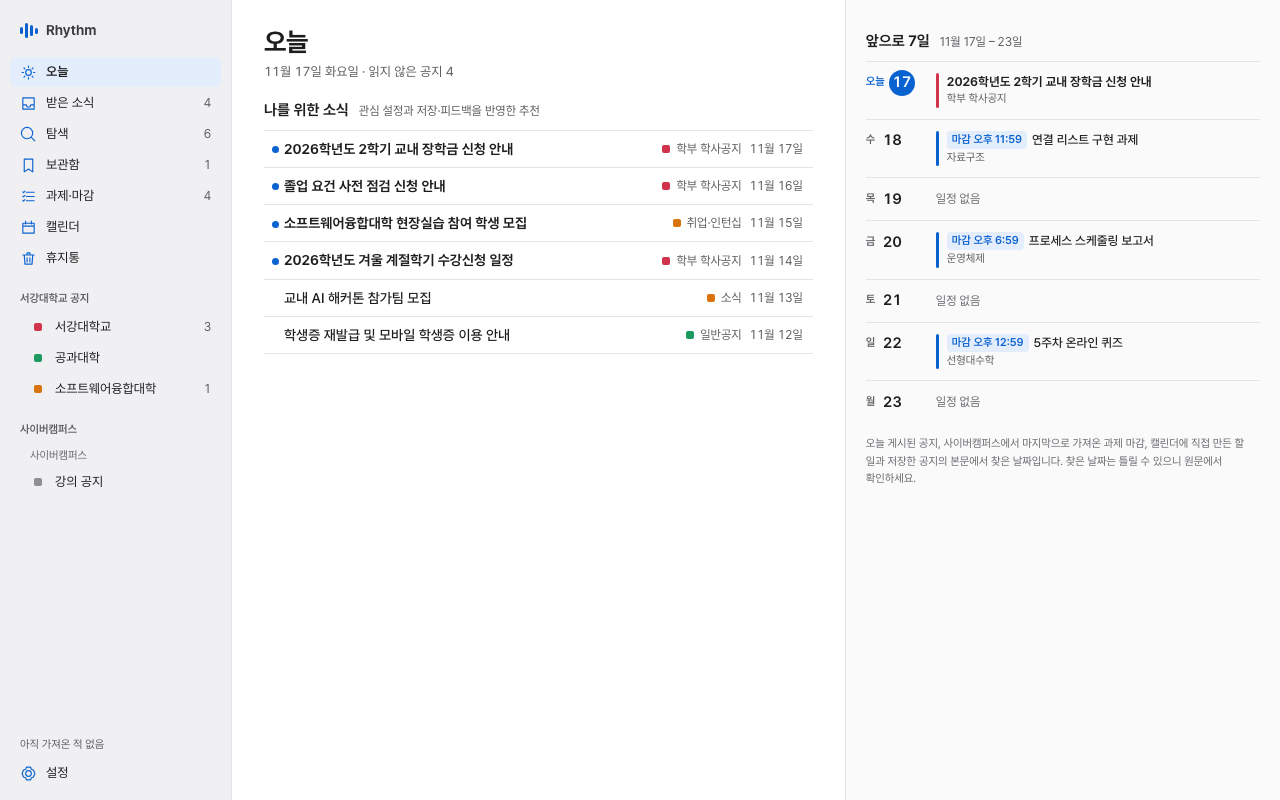 Rhythm
오늘
받은 소식 4
탐색 6
보관함 1
과제·마감 4
캘린더
휴지통
서강대학교 공지
서강대학교 3
공과대학
소프트웨어융합대학 1
사이버캠퍼스
사이버캠퍼스
강의 공지
아직 가져온 적 없음
설정
오늘
11월 17일 화요일 · 읽지 않은 공지 4
나를 위한 소식 관심 설정과 저장·피드백을 반영한 추천
2026학년도 2학기 교내 장학금 신청 안내 학부 학사공지 11월 17일
졸업 요건 사전 점검 신청 안내 학부 학사공지 11월 16일
소프트웨어융합대학 현장실습 참여 학생 모집 취업·인턴십 11월 15일
2026학년도 겨울 계절학기 수강신청 일정 학부 학사공지 11월 14일
교내 AI 해커톤 참가팀 모집 소식 11월 13일
학생증 재발급 및 모바일 학생증 이용 안내 일반공지 11월 12일
앞으로 7일 11월 17일 – 23일
오늘 17 2026학년도 2학기 교내 장학금 신청 안내
학부 학사공지
수 18 마감 오후 11:59 연결 리스트 구현 과제
자료구조
목 19 일정 없음
금 20 마감 오후 6:59 프로세스 스케줄링 보고서
운영체제
토 21 일정 없음
일 22 마감 오후 12:59 5주차 온라인 퀴즈
선형대수학
월 23 일정 없음
오늘 게시된 공지, 사이버캠퍼스에서 마지막으로 가져온 과제 마감, 캘린더에 직접 만든 할
일과 저장한 공지의 본문에서 찾은 날짜입니다. 찾은 날짜는 틀릴 수 있으니 원문에서
확인하세요.